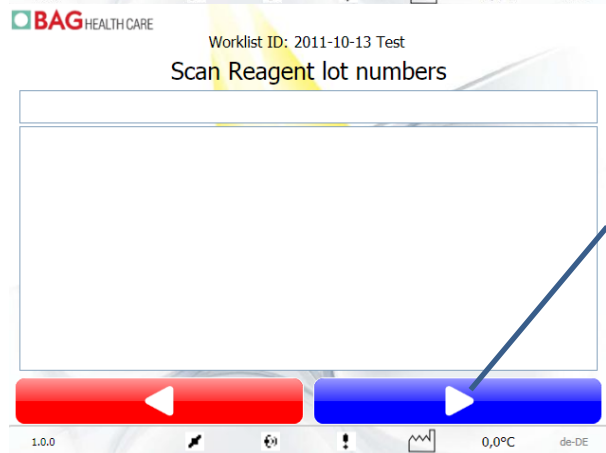 BAG HEALTH CARE
Worklist ID: 2011-10-13 Test
Scan Reagent lot numbers
1.0.0 0,0°C de-DE